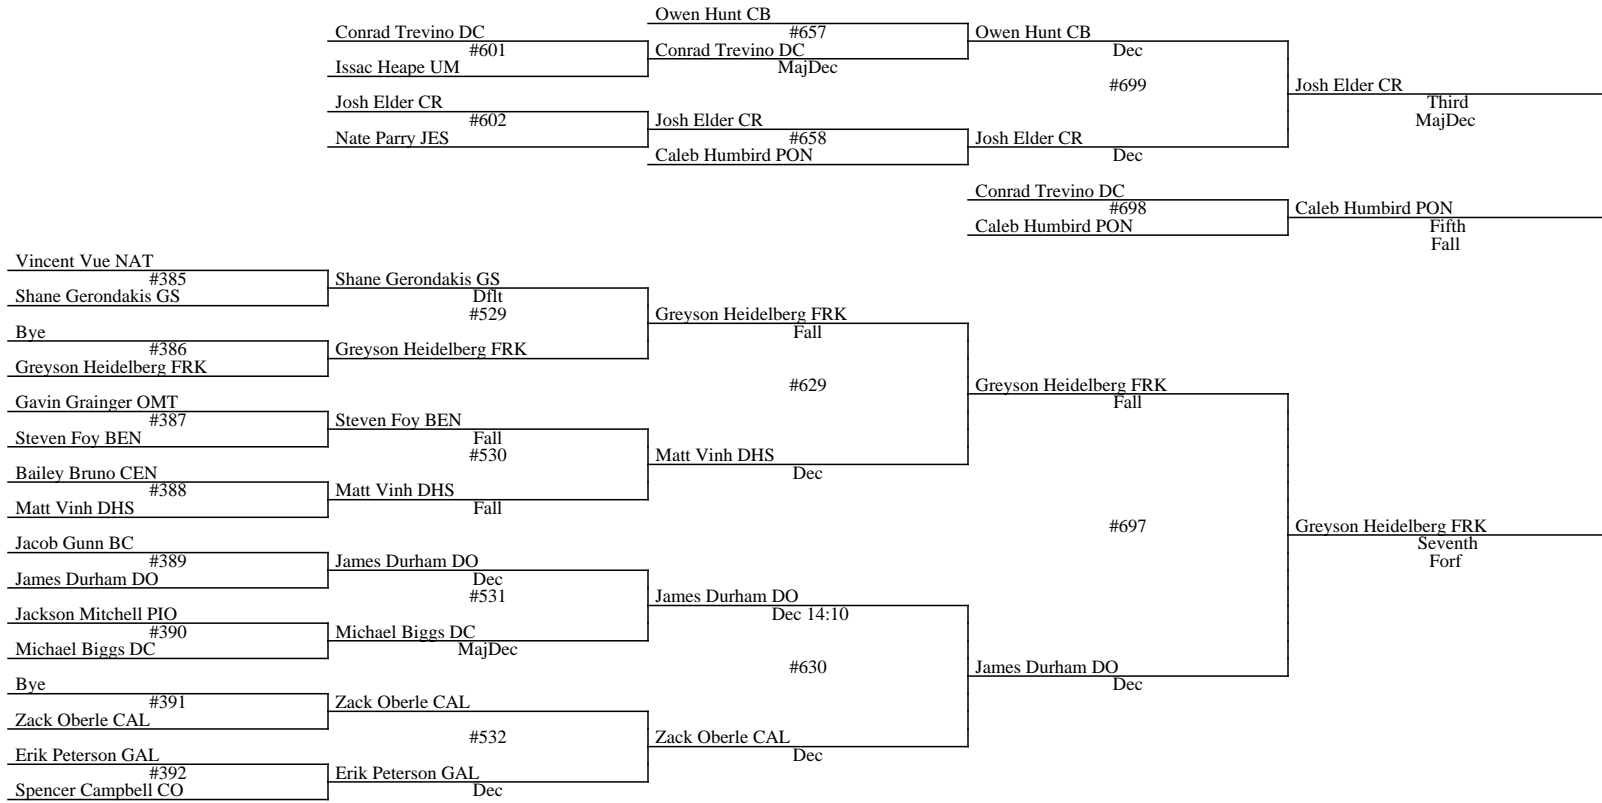 Owen Hunt CB
Conrad Trevino DC
#657
Owen Hunt CB
#601
Conrad Trevino DC
Dec
Issac Heape UM
MajDec
#699
Josh Elder CR
Josh Elder CR
Third
#602
Josh Elder CR
MajDec
Nate Parry JES
#658
Josh Elder CR
Caleb Humbird PON
Dec
Conrad Trevino DC
#698
Caleb Humbird PON
Caleb Humbird PON
Fifth
Fall
Vincent Vue NAT
#385
Shane Gerondakis GS
Shane Gerondakis GS
Dflt
#529
Greyson Heidelberg FRK
Bye
Fall
#386
Greyson Heidelberg FRK
Greyson Heidelberg FRK
#629
Greyson Heidelberg FRK
Gavin Grainger OMT
Fall
#387
Steven Foy BEN
Steven Foy BEN
Fall
#530
Matt Vinh DHS
Bailey Bruno CEN
Dec
#388
Matt Vinh DHS
Matt Vinh DHS
Fall
#697
Greyson Heidelberg FRK
Jacob Gunn BC
Seventh
#389
James Durham DO
Forf
James Durham DO
Dec
#531
James Durham DO
Jackson Mitchell PIO
Dec 14:10
#390
Michael Biggs DC
Michael Biggs DC
MajDec
#630
James Durham DO
Bye
Dec
#391
Zack Oberle CAL
Zack Oberle CAL
#532
Zack Oberle CAL
Erik Peterson GAL
Dec
#392
Erik Peterson GAL
Spencer Campbell CO
Dec